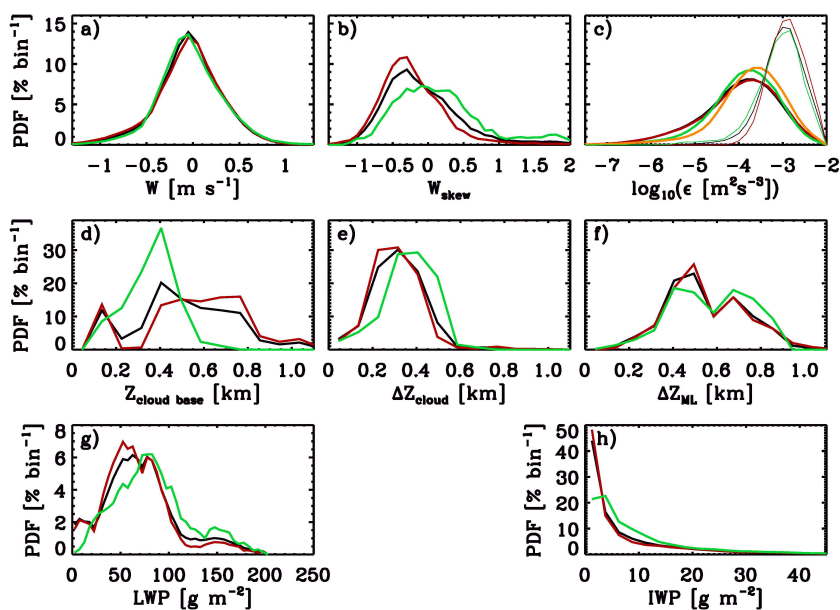 a) b) c)
PDF [% bin⁻¹]
15
10
5
0
-1 -0.5 0 0.5 1
W [m s⁻¹]
-1 -0.5 0 0.5 1 1.5 2
W_skew
-7 -6 -5 -4 -3 -2
log₁₀(ϵ [m²s⁻³])
d) e) f)
PDF [% bin⁻¹]
30
20
10
0
0 0.2 0.4 0.6 0.8 1.0
Z_cloud base [km]
0 0.2 0.4 0.6 0.8 1.0
ΔZ_cloud [km]
0 0.2 0.4 0.6 0.8 1.0
ΔZ_ML [km]
g)
PDF [% bin⁻¹]
8
6
4
2
0
0 50 100 150 200 250
LWP [g m⁻²]
h)
PDF [% bin⁻¹]
50
40
30
20
10
0
0 10 20 30 40
IWP [g m⁻²]